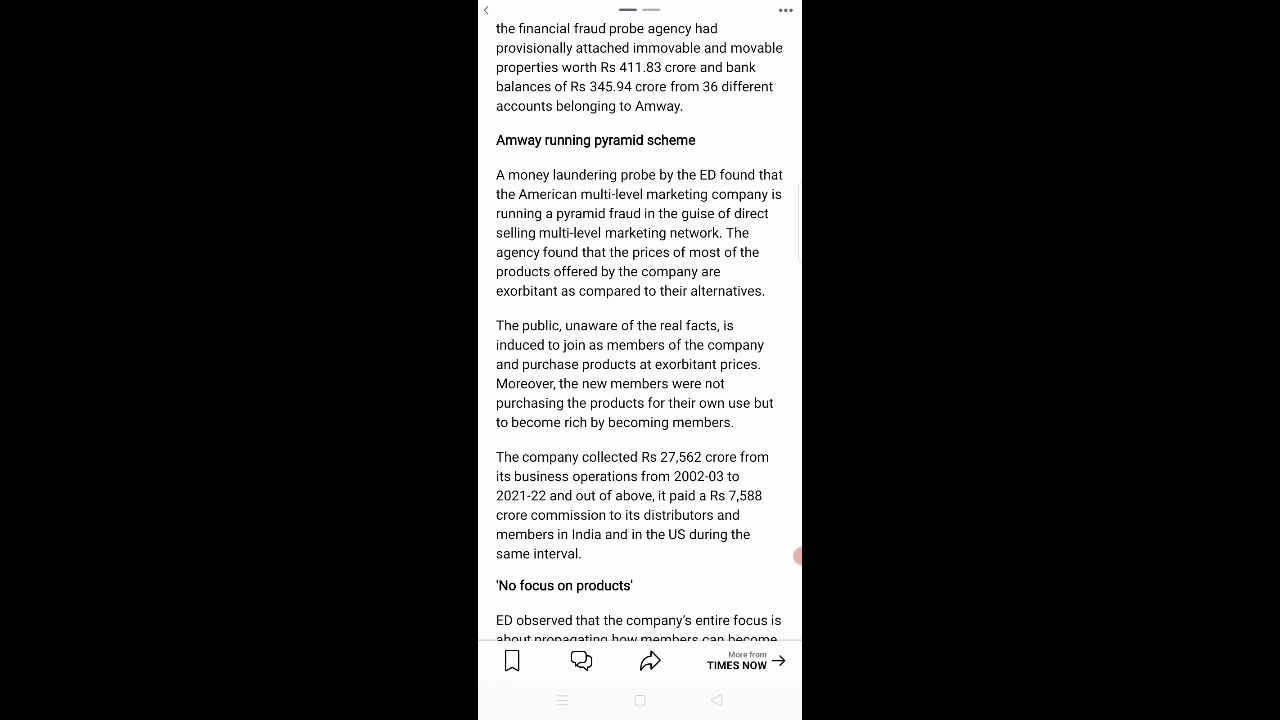 the financial fraud probe agency had
provisionally attached immovable and movable
properties worth Rs 411.83 crore and bank
balances of Rs 345.94 crore from 36 different
accounts belonging to Amway.
Amway running pyramid scheme
A money laundering probe by the ED found that
the American multi-level marketing company is
running a pyramid fraud in the guise of direct
selling multi-level marketing network. The
agency found that the prices of most of the
products offered by the company are
exorbitant as compared to their alternatives.
The public, unaware of the real facts, is
induced to join as members of the company
and purchase products at exorbitant prices.
Moreover, the new members were not
purchasing the products for their own use but
to become rich by becoming members.
The company collected Rs 27,562 crore from
its business operations from 2002-03 to
2021-22 and out of above, it paid a Rs 7,588
crore commission to its distributors and
members in India and in the US during the
same interval.
'No focus on products'
ED observed that the company's entire focus is
about propagating how members can become
More from
TIMES NOW